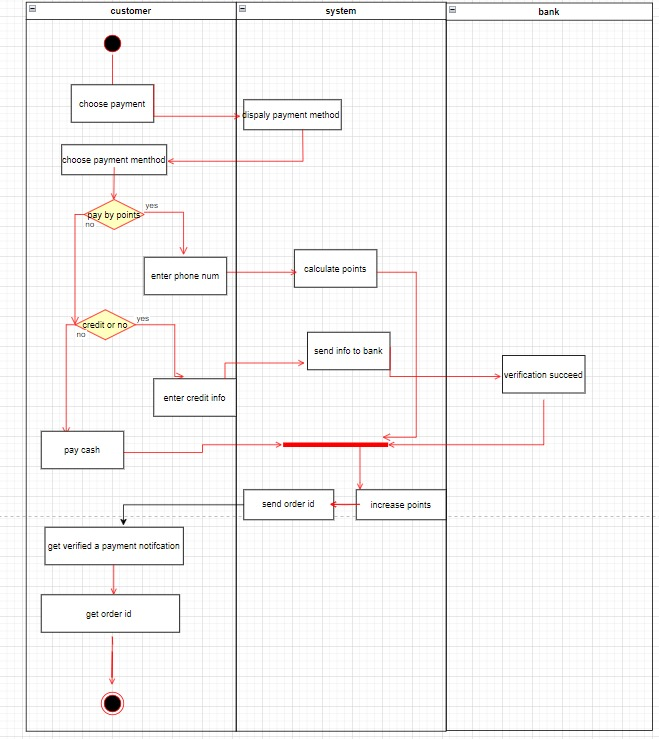 customer
system
bank
choose payment
dispaly payment method
choose payment menthod
pay by points
yes
no
enter phone num
calculate points
credit or no
yes
no
send info to bank
verification succeed
enter credit info
pay cash
send order id
increase points
get verified a payment notifcation
get order id